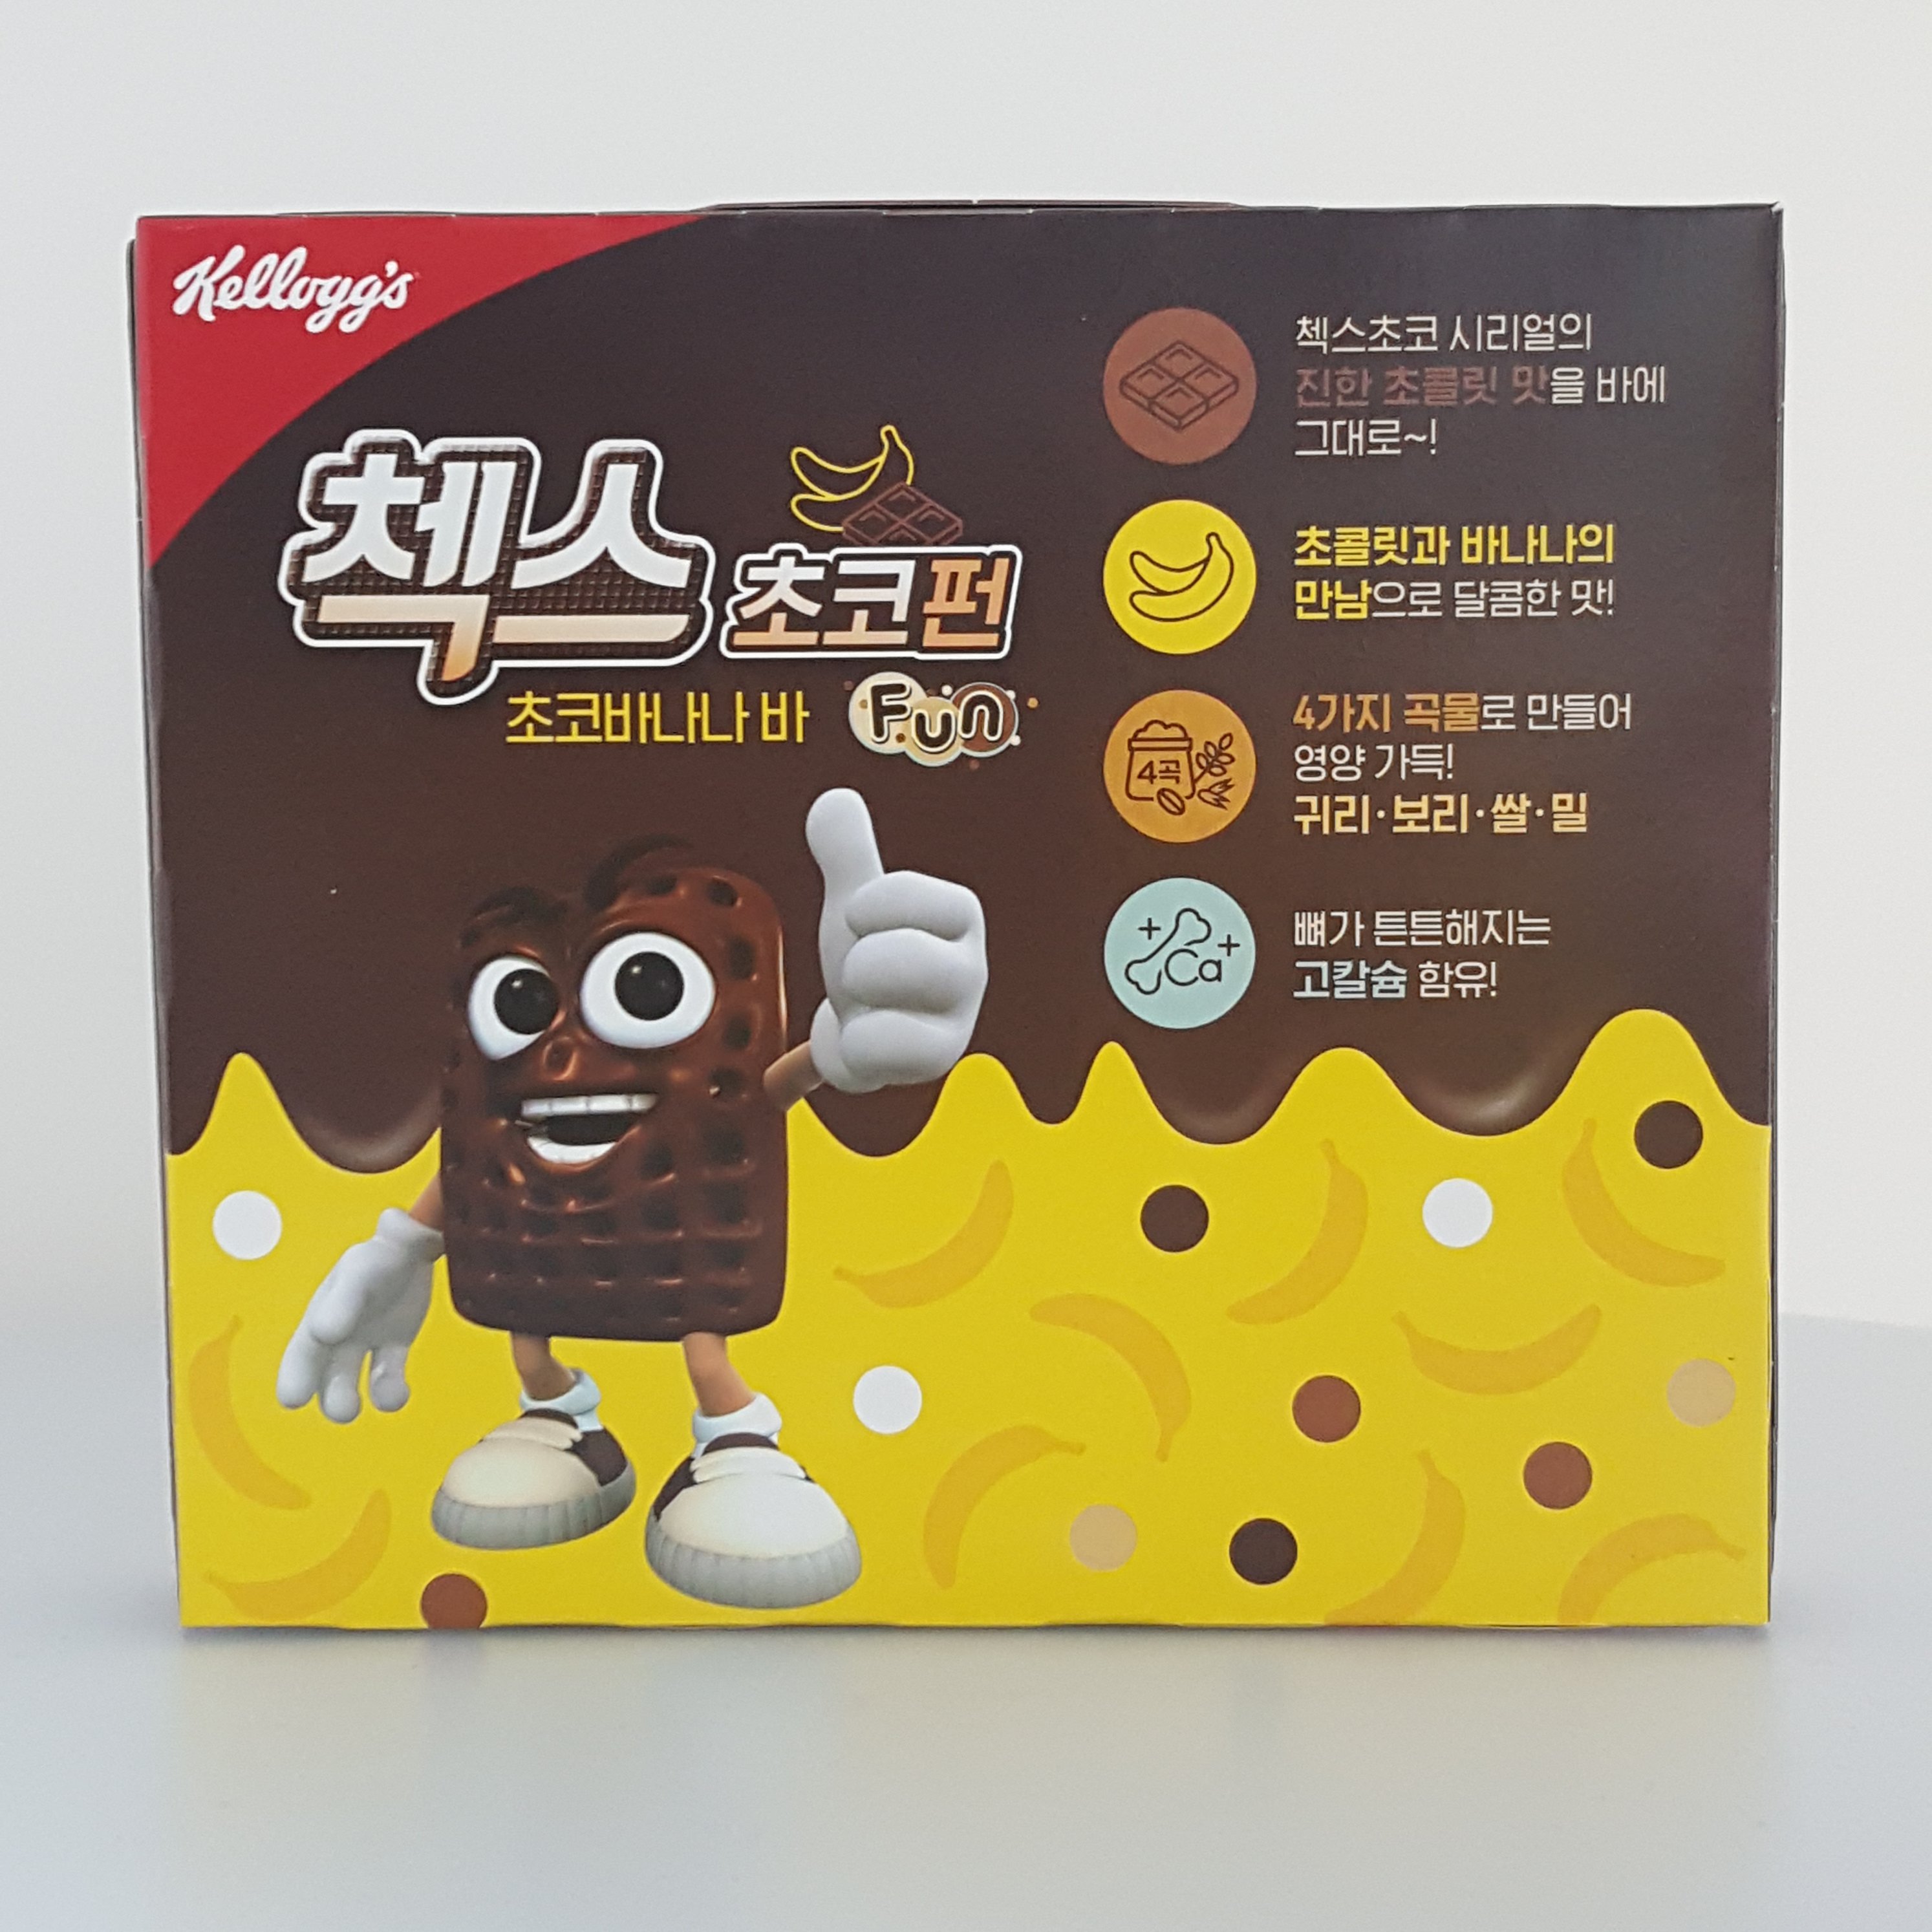 Kellogg's
첵스 초코펀
초코바나나 바 Fun
첵스초코 시리얼의
진한 초콜릿 맛을 바에
그대로~!
초콜릿과 바나나의
만남으로 달콤한 맛!
4곡
4가지 곡물로 만들어
영양 가득!
귀리·보리·쌀·밀
+Ca+
뼈가 튼튼해지는
고칼슘 함유!